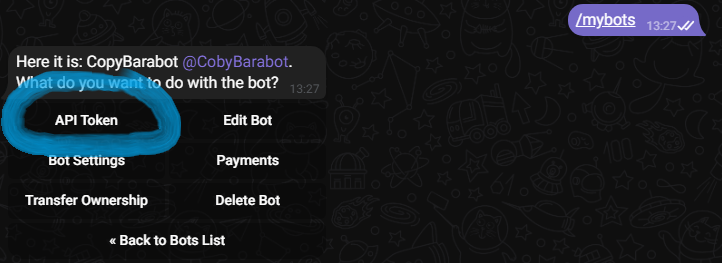 /mybots
13:27
Here it is: CopyBarabot @CobyBarabot.
What do you want to do with the bot?
13:27
API Token
Edit Bot
Bot Settings
Payments
Transfer Ownership
Delete Bot
« Back to Bots List